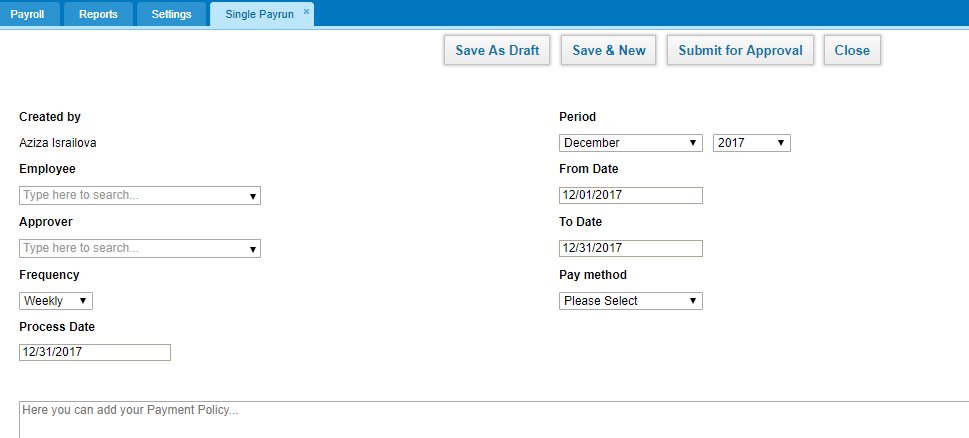 Payroll Reports Settings Single Payrun ×
Save As Draft Save & New Submit for Approval Close
Created by
Aziza Israilova
Employee
Type here to search...
Approver
Type here to search...
Frequency
Weekly
Process Date
12/31/2017
Period
December 2017
From Date
12/01/2017
To Date
12/31/2017
Pay method
Please Select
Here you can add your Payment Policy...